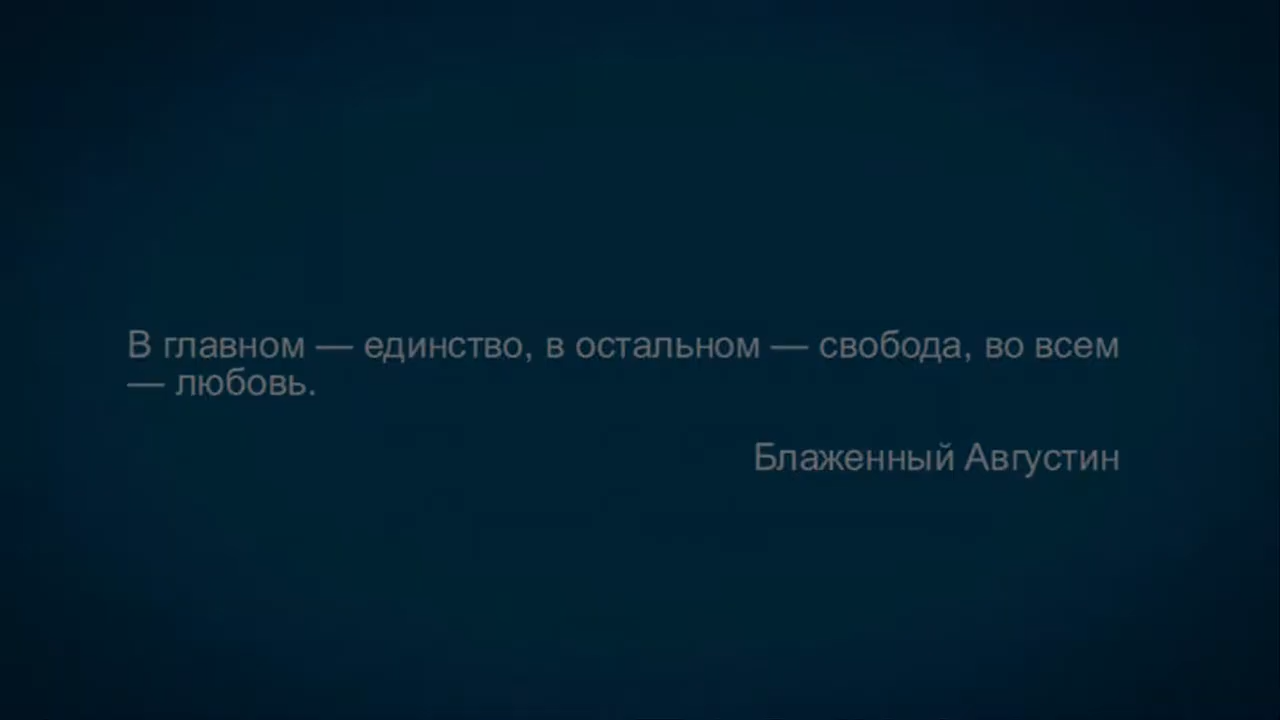 В главном — единство, в остальном — свобода, во всем
— любовь.
Блаженный Августин